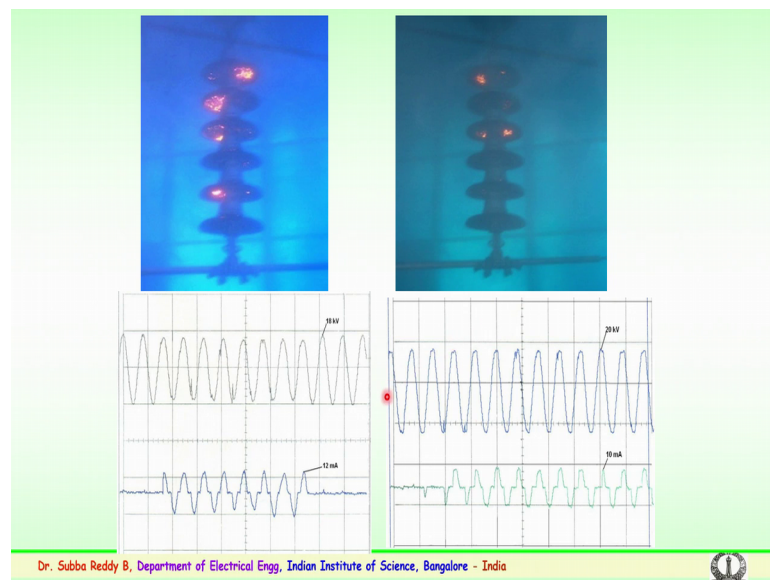 18 kV
20 kV
12 mA
10 mA
Dr. Subba Reddy B, Department of Electrical Engg, Indian Institute of Science, Bangalore - India